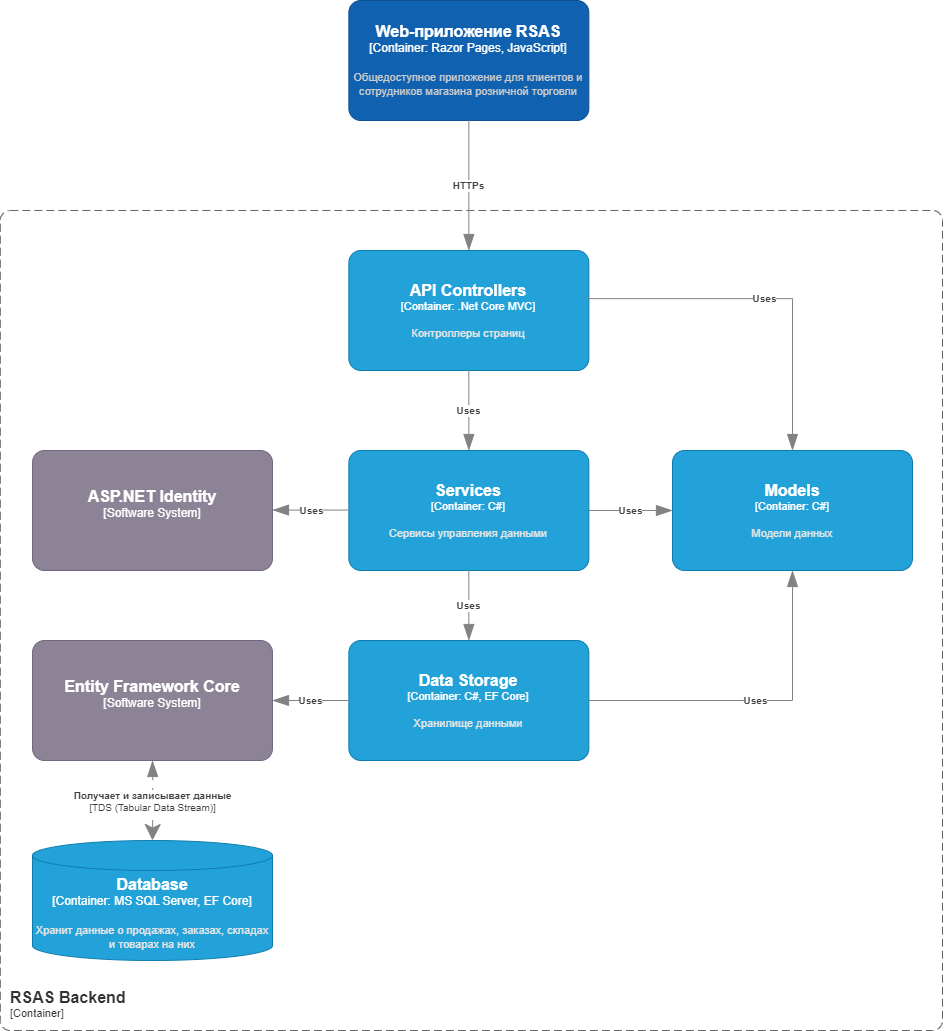 Web-приложение RSAS
[Container: Razor Pages, JavaScript]
Общедоступное приложение для клиентов и
сотрудников магазина розничной торговли
HTTPs
API Controllers
[Container: .Net Core MVC]
Контроллеры страниц
Uses
Uses
ASP.NET Identity
[Software System]
Uses
Services
[Container: C#]
Сервисы управления данными
Uses
Models
[Container: C#]
Модели данных
Uses
Entity Framework Core
[Software System]
Uses
Data Storage
[Container: C#, EF Core]
Хранилище данными
Uses
Получает и записывает данные
[TDS (Tabular Data Stream)]
Database
[Container: MS SQL Server, EF Core]
Хранит данные о продажах, заказах, складах
и товарах на них
RSAS Backend
[Container]